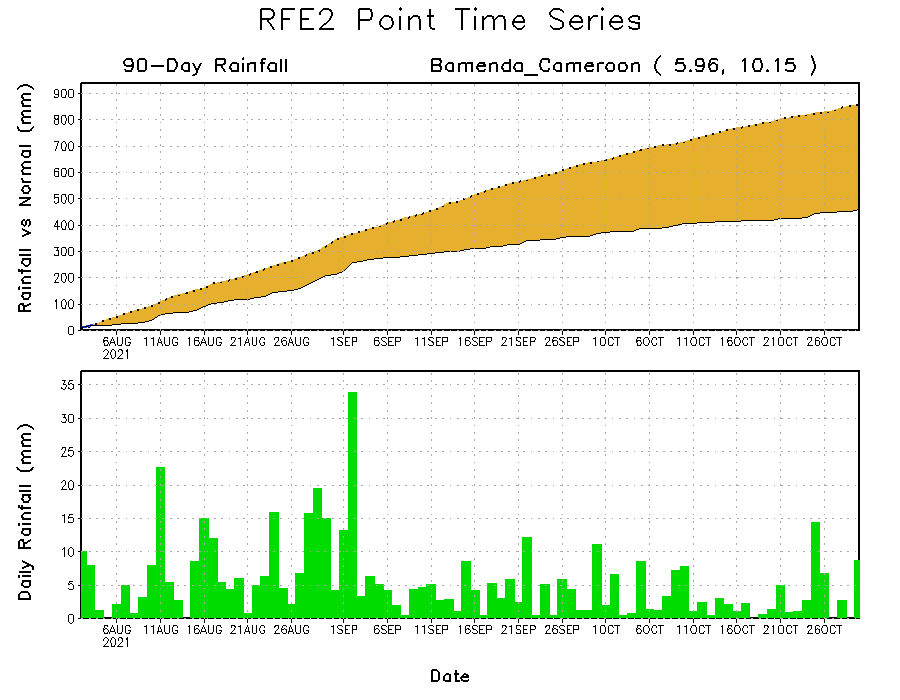 RFE2 Point Time Series
90-Day Rainfall
Bamenda_Cameroon ( 5.96, 10.15 )
Rainfall vs Normal (mm)
900
800
700
600
500
400
300
200
100
0
6AUG 11AUG 16AUG 21AUG 26AUG 1SEP 6SEP 11SEP 16SEP 21SEP 26SEP 1OCT 6OCT 11OCT 16OCT 21OCT 26OCT
2021
Daily Rainfall (mm)
35
30
25
20
15
10
5
0
6AUG 11AUG 16AUG 21AUG 26AUG 1SEP 6SEP 11SEP 16SEP 21SEP 26SEP 1OCT 6OCT 11OCT 16OCT 21OCT 26OCT
2021
Date